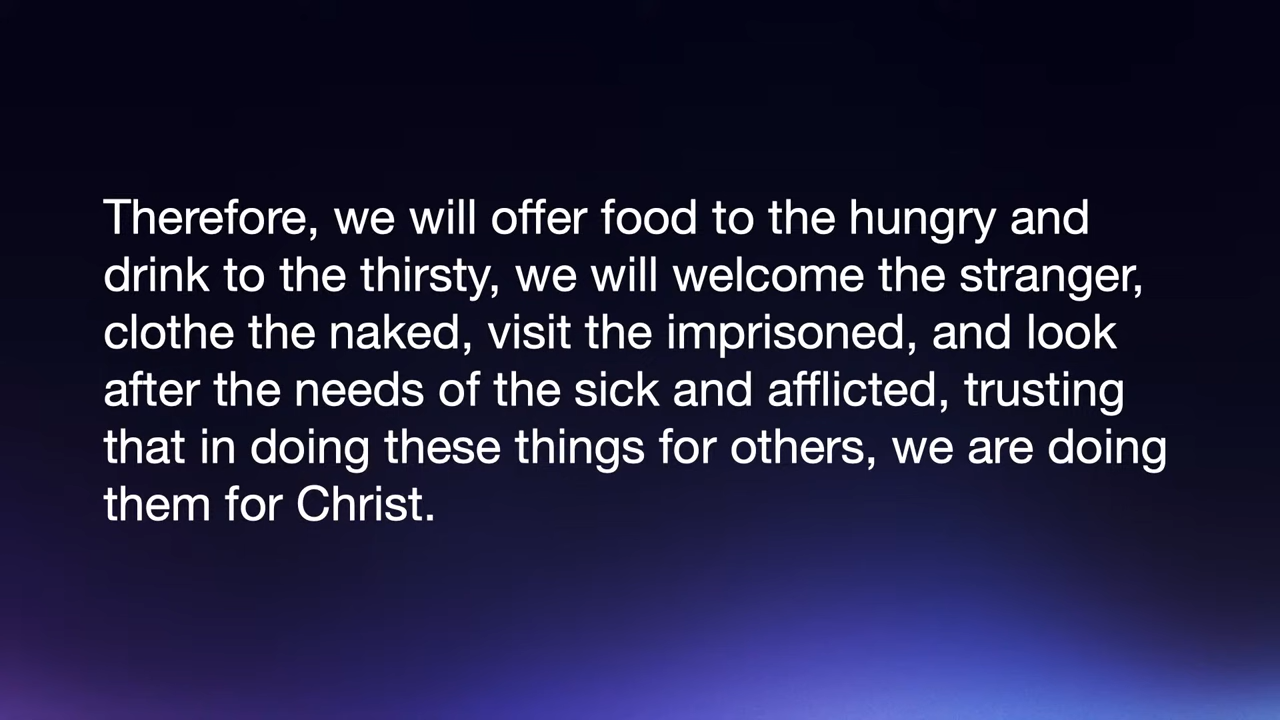 Therefore, we will offer food to the hungry and
drink to the thirsty, we will welcome the stranger,
clothe the naked, visit the imprisoned, and look
after the needs of the sick and afflicted, trusting
that in doing these things for others, we are doing
them for Christ.